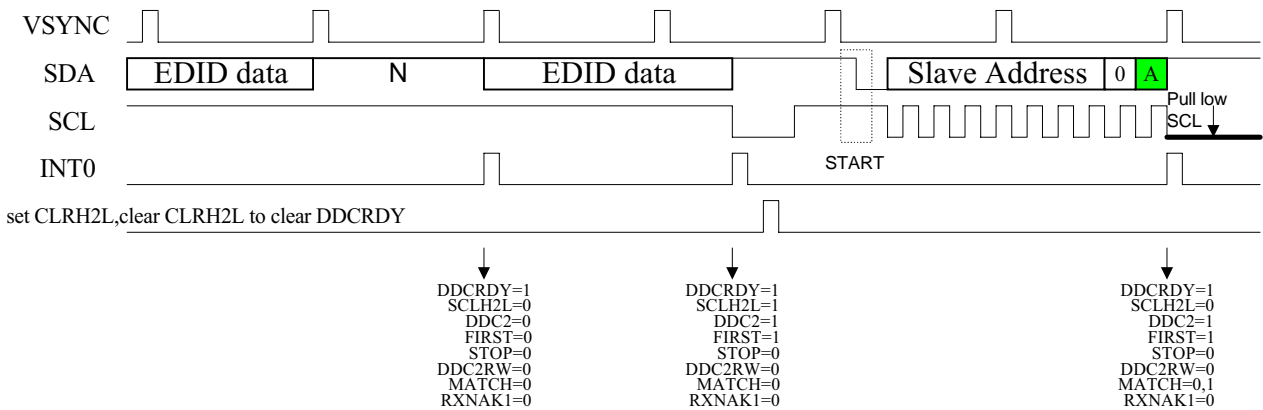 VSYNC
SDA EDID data N EDID data Slave Address 0 A
SCL Pull low
SCL
INT0 START
set CLRH2L,clear CLRH2L to clear DDCRDY
DDCRDY=1
SCLH2L=0
DDC2=0
FIRST=0
STOP=0
DDC2RW=0
MATCH=0
RXNAK1=0
DDCRDY=1
SCLH2L=1
DDC2=1
FIRST=1
STOP=0
DDC2RW=0
MATCH=0
RXNAK1=0
DDCRDY=1
SCLH2L=0
DDC2=1
FIRST=1
STOP=0
DDC2RW=0
MATCH=0,1
RXNAK1=0